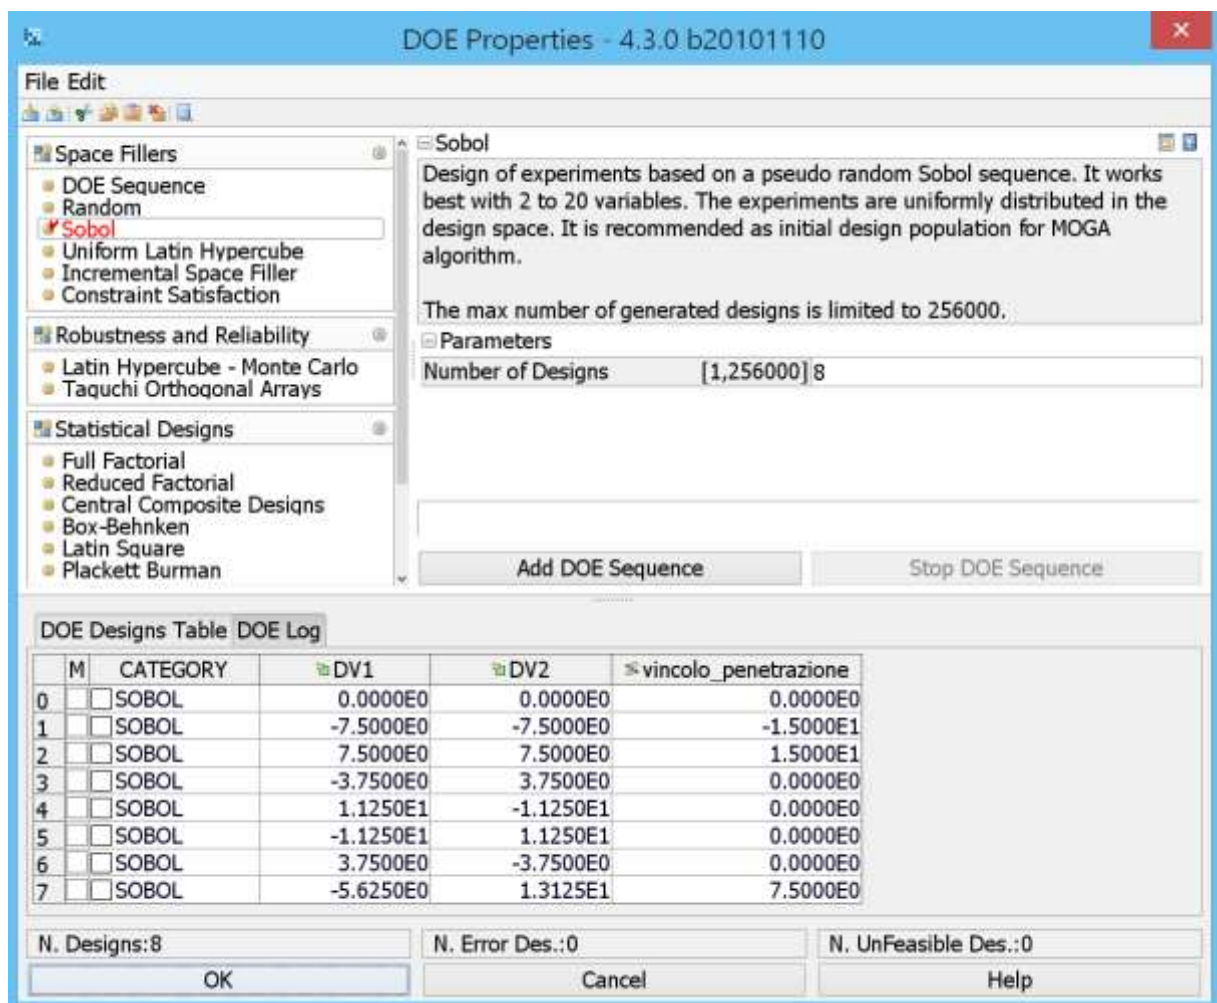 DOE Properties - 4.3.0 b20101110
File Edit
Space Fillers
DOE Sequence
Random
Sobol
Uniform Latin Hypercube
Incremental Space Filler
Constraint Satisfaction
Robustness and Reliability
Latin Hypercube - Monte Carlo
Taguchi Orthogonal Arrays
Statistical Designs
Full Factorial
Reduced Factorial
Central Composite Designs
Box-Behnken
Latin Square
Plackett Burman
Sobol
Design of experiments based on a pseudo random Sobol sequence. It works
best with 2 to 20 variables. The experiments are uniformly distributed in the
design space. It is recommended as initial design population for MOGA
algorithm.
The max number of generated designs is limited to 256000.
Parameters
Number of Designs [1,256000] 8
Add DOE Sequence Stop DOE Sequence
DOE Designs Table DOE Log
M CATEGORY DV1 DV2 vincolo_penetrazione
0 SOBOL 0.0000E0 0.0000E0 0.0000E0
1 SOBOL -7.5000E0 -7.5000E0 -1.5000E1
2 SOBOL 7.5000E0 7.5000E0 1.5000E1
3 SOBOL -3.7500E0 3.7500E0 0.0000E0
4 SOBOL 1.1250E1 -1.1250E1 0.0000E0
5 SOBOL -1.1250E1 1.1250E1 0.0000E0
6 SOBOL 3.7500E0 -3.7500E0 0.0000E0
7 SOBOL -5.6250E0 1.3125E1 7.5000E0
N. Designs:8 N. Error Des.:0 N. UnFeasible Des.:0
OK Cancel Help